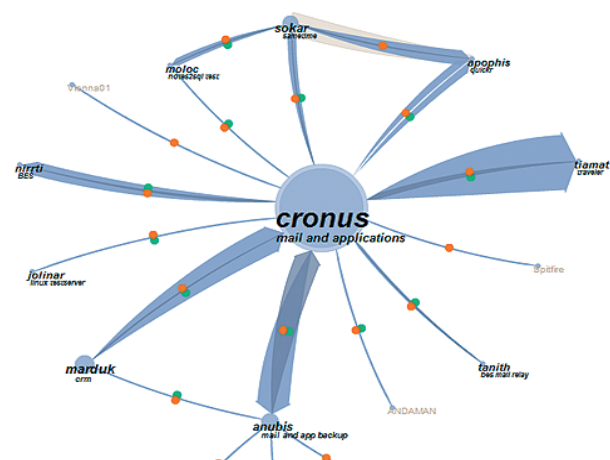 sokar
sametime
moloc
notes2sql test
apophis
quickr
Vienna01
nirrti
BES
tiamat
traveler
cronus
mail and applications
jolinar
linux testserver
Spitfire
marduk
crm
tanith
bes mail relay
ANDAMAN
anubis
mail and app backup